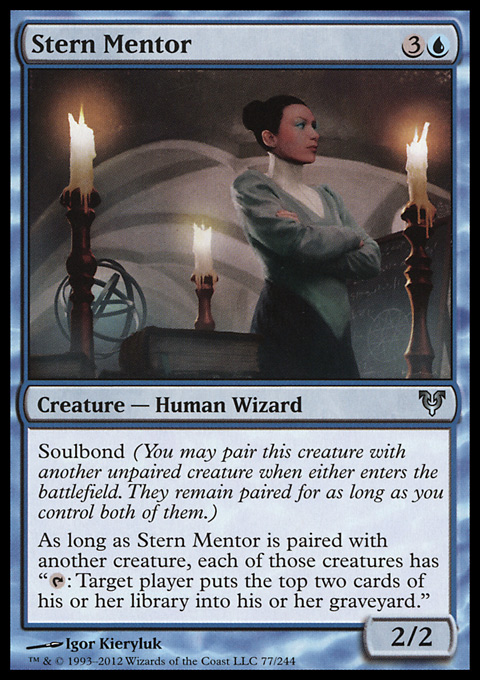 Stern Mentor 3
Creature — Human Wizard
Soulbond (You may pair this creature with
another unpaired creature when either enters the
battlefield. They remain paired for as long as you
control both of them.)
As long as Stern Mentor is paired with
another creature, each of those creatures has
“: Target player puts the top two cards of
his or her library into his or her graveyard.”
Igor Kieryluk
2/2
™ & © 1993–2012 Wizards of the Coast LLC 77/244